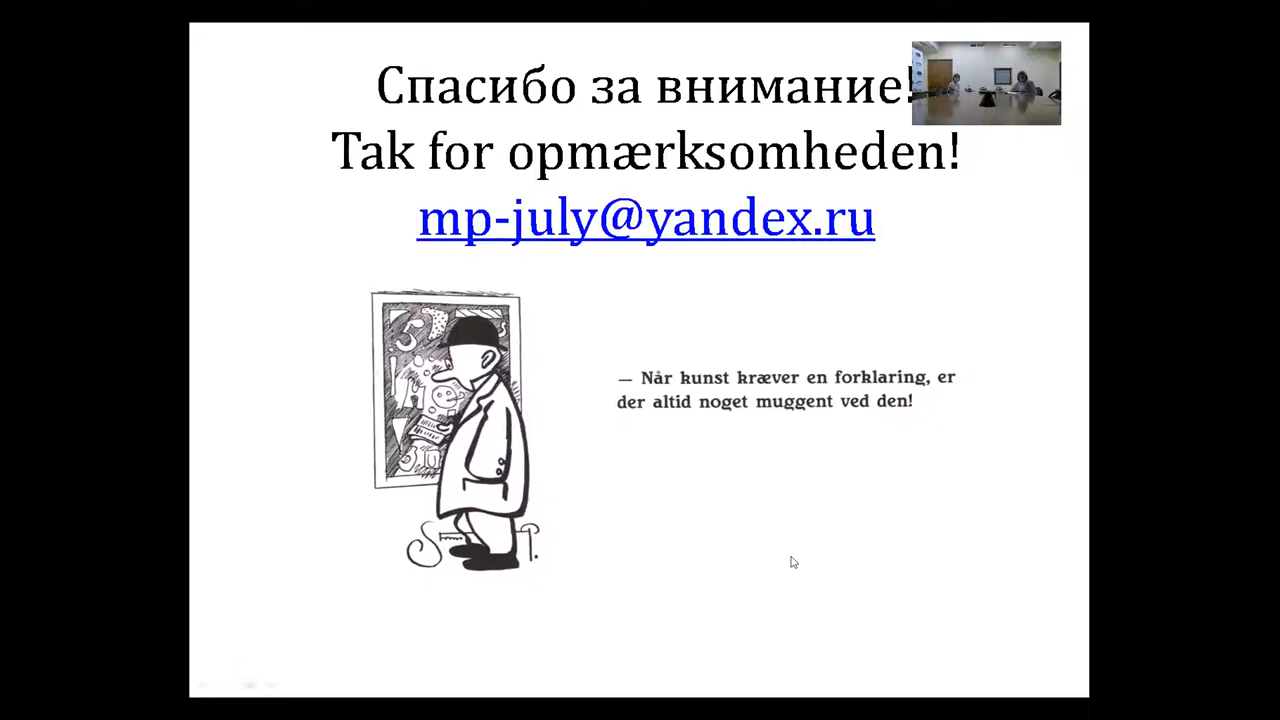 Спасибо за внимание!
Tak for opmærksomheden!
mp-july@yandex.ru
— Når kunst kræver en forklaring, er
der altid noget muggent ved den!